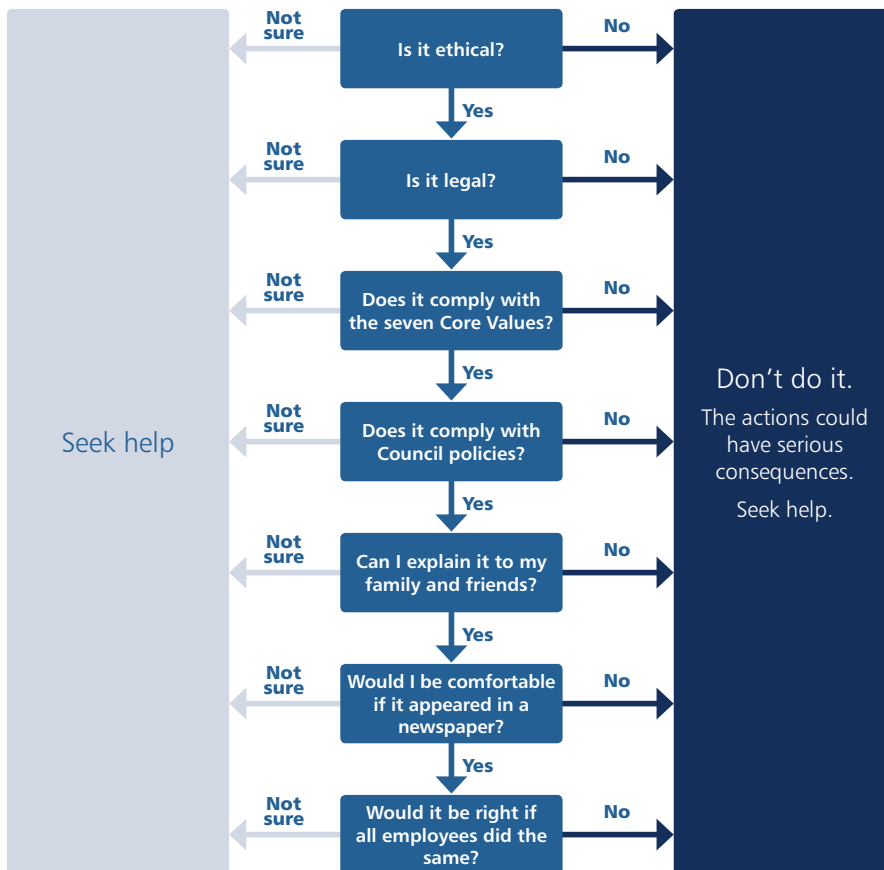 Not
sure
Is it ethical?
No
Yes
Not
sure
Is it legal?
No
Yes
Not
sure
Does it comply with
the seven Core Values?
No
Yes
Not
sure
Does it comply with
Council policies?
No
Yes
Not
sure
Can I explain it to my
family and friends?
No
Yes
Not
sure
Would I be comfortable
if it appeared in a
newspaper?
No
Yes
Not
sure
Would it be right if
all employees did the
same?
No
Seek help
Don’t do it.
The actions could
have serious
consequences.
Seek help.